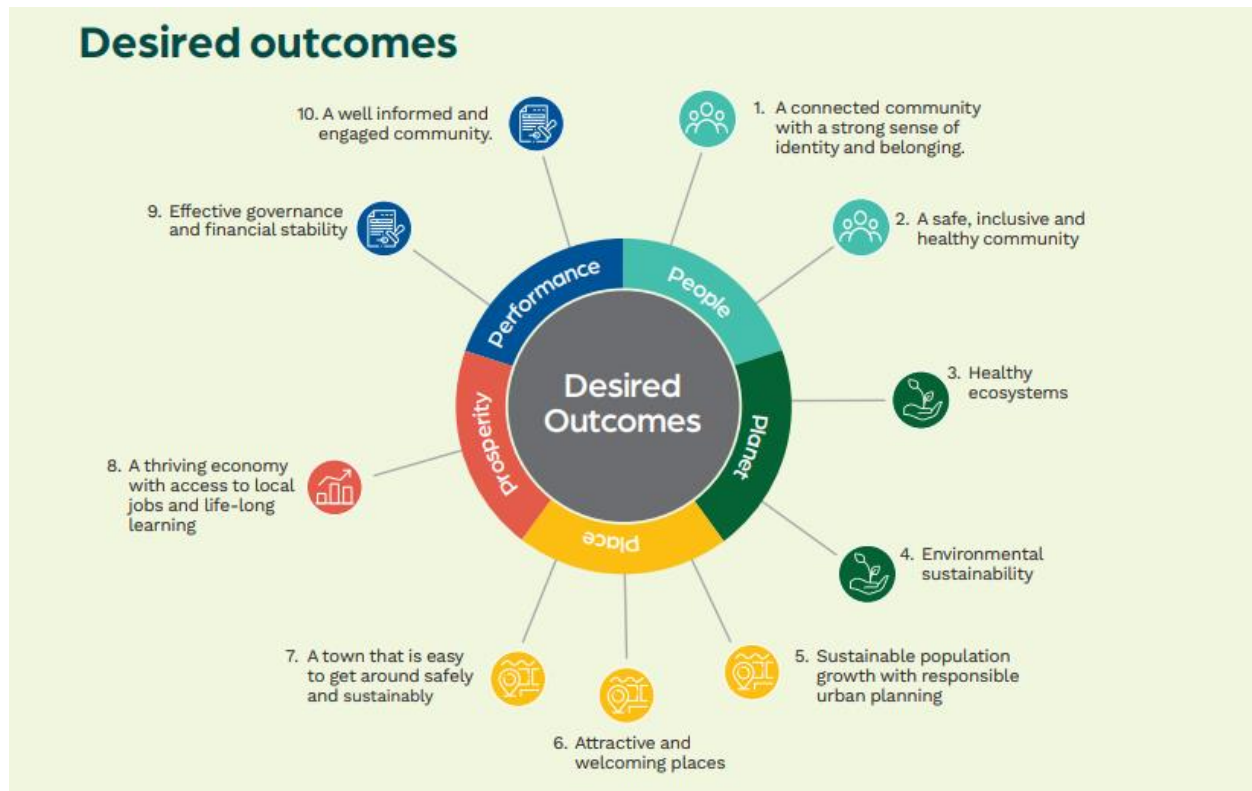 Desired outcomes
1. A connected community
with a strong sense of
identity and belonging.
2. A safe, inclusive and
healthy community
3. Healthy
ecosystems
4. Environmental
sustainability
5. Sustainable population
growth with responsible
urban planning
6. Attractive and
welcoming places
7. A town that is easy
to get around safely
and sustainably
8. A thriving economy
with access to local
jobs and life-long
learning
9. Effective governance
and financial stability
10. A well informed and
engaged community.
People
Planet
Place
Prosperity
Performance
Desired
Outcomes